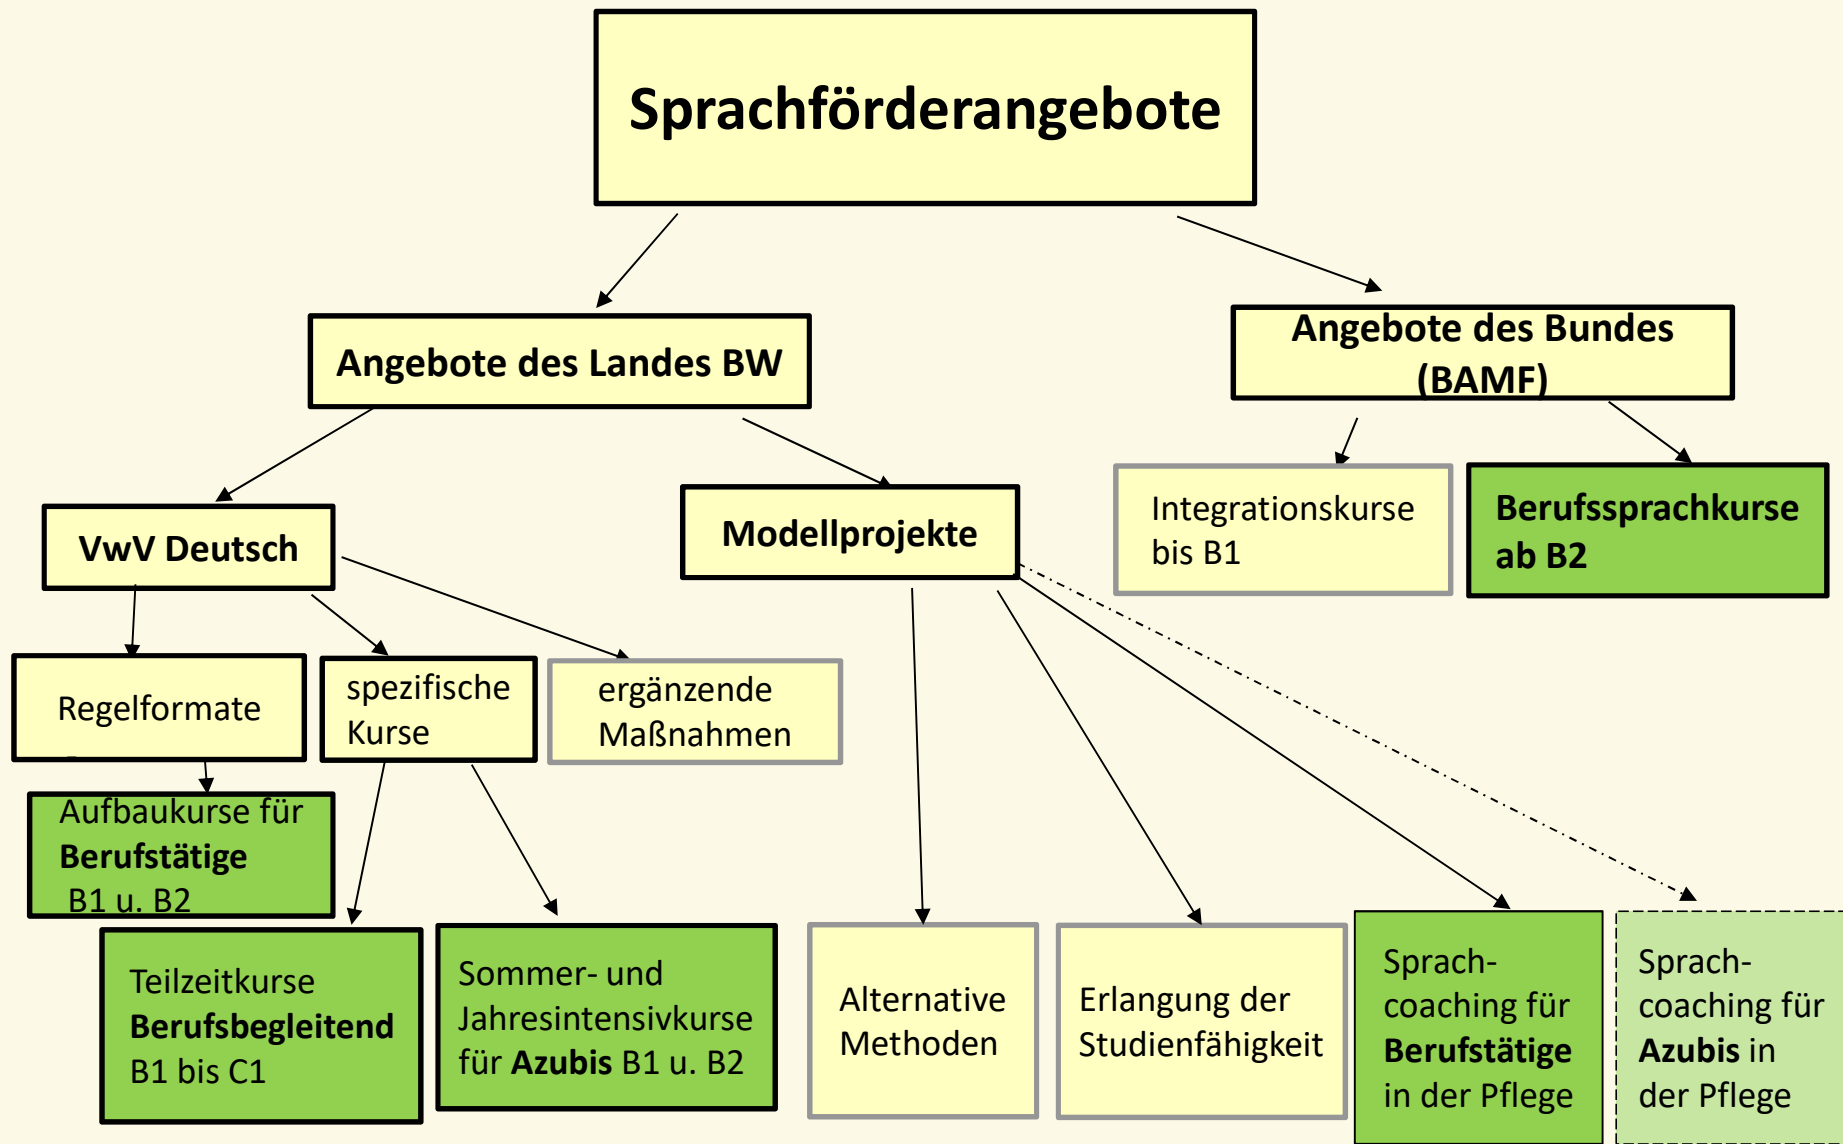 Sprachförderangebote
Angebote des Landes BW
Angebote des Bundes
(BAMF)
VwV Deutsch
Modellprojekte
Integrationskurse
bis B1
Berufssprachkurse
ab B2
Regelformate
spezifische
Kurse
ergänzende
Maßnahmen
Aufbaukurse für
Berufstätige
B1 u. B2
Teilzeitkurse
Berufsbegleitend
B1 bis C1
Sommer- und
Jahresintensivkurse
für Azubis B1 u. B2
Alternative
Methoden
Erlangung der
Studienfähigkeit
Sprach-
coaching für
Berufstätige
in der Pflege
Sprach-
coaching für
Azubis in
der Pflege